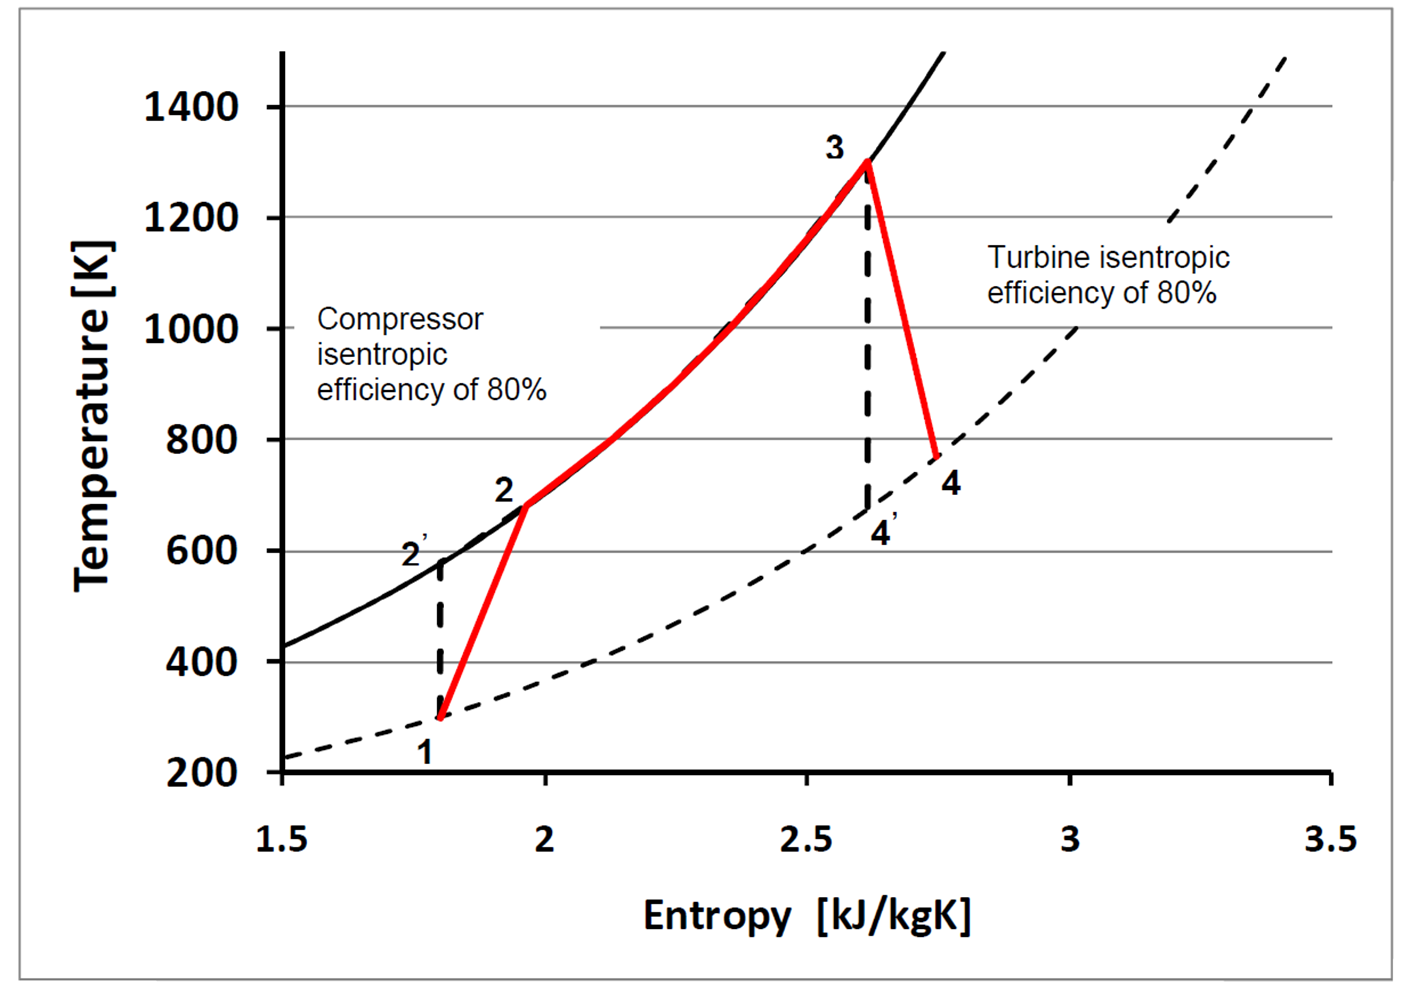 1400
3
1200
Turbine isentropic
efficiency of 80%
Temperature [K]
1000
Compressor
isentropic
efficiency of 80%
800
2
4
600
2’
4’
400
1
200
1.5
2
2.5
3
3.5
Entropy [kJ/kgK]